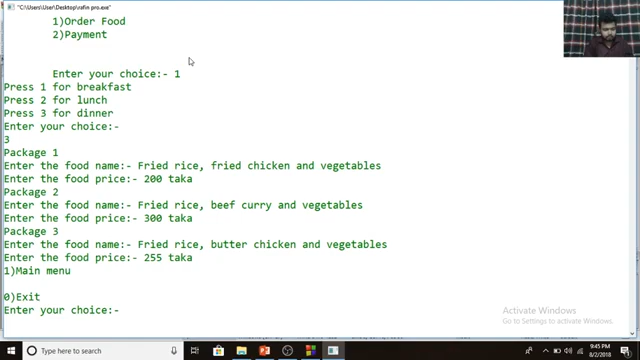 "C:\Users\User\Desktop\rafin pro.exe"
1)Order Food
2)Payment
Enter your choice:- 1
Press 1 for breakfast
Press 2 for lunch
Press 3 for dinner
Enter your choice:-
3
Package 1
Enter the food name:- Fried rice, fried chicken and vegetables
Enter the food price:- 200 taka
Package 2
Enter the food name:- Fried rice, beef curry and vegetables
Enter the food price:- 300 taka
Package 3
Enter the food name:- Fried rice, butter chicken and vegetables
Enter the food price:- 255 taka
1)Main menu
0)Exit
Enter your choice:-
Activate Windows
Go to Settings to activate Windows.
Type here to search
9:45 PM
8/2/2018